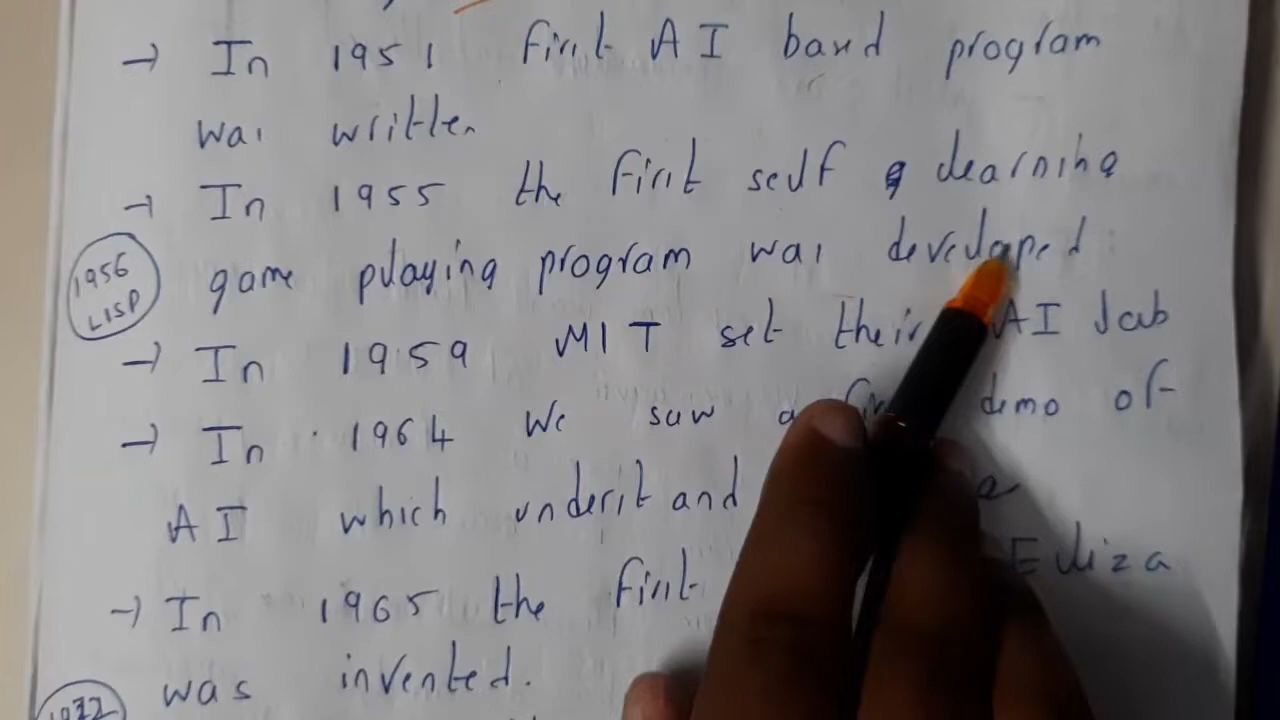 → In 1951 first AI based program
was written
→ In 1955 the first self learning
game playing program was developed
1956
LISP
→ In 1959 MIT set their AI lab
→ In 1964 We saw a demo of
AI which understand a
→ In 1965 the first Eliza
was invented.